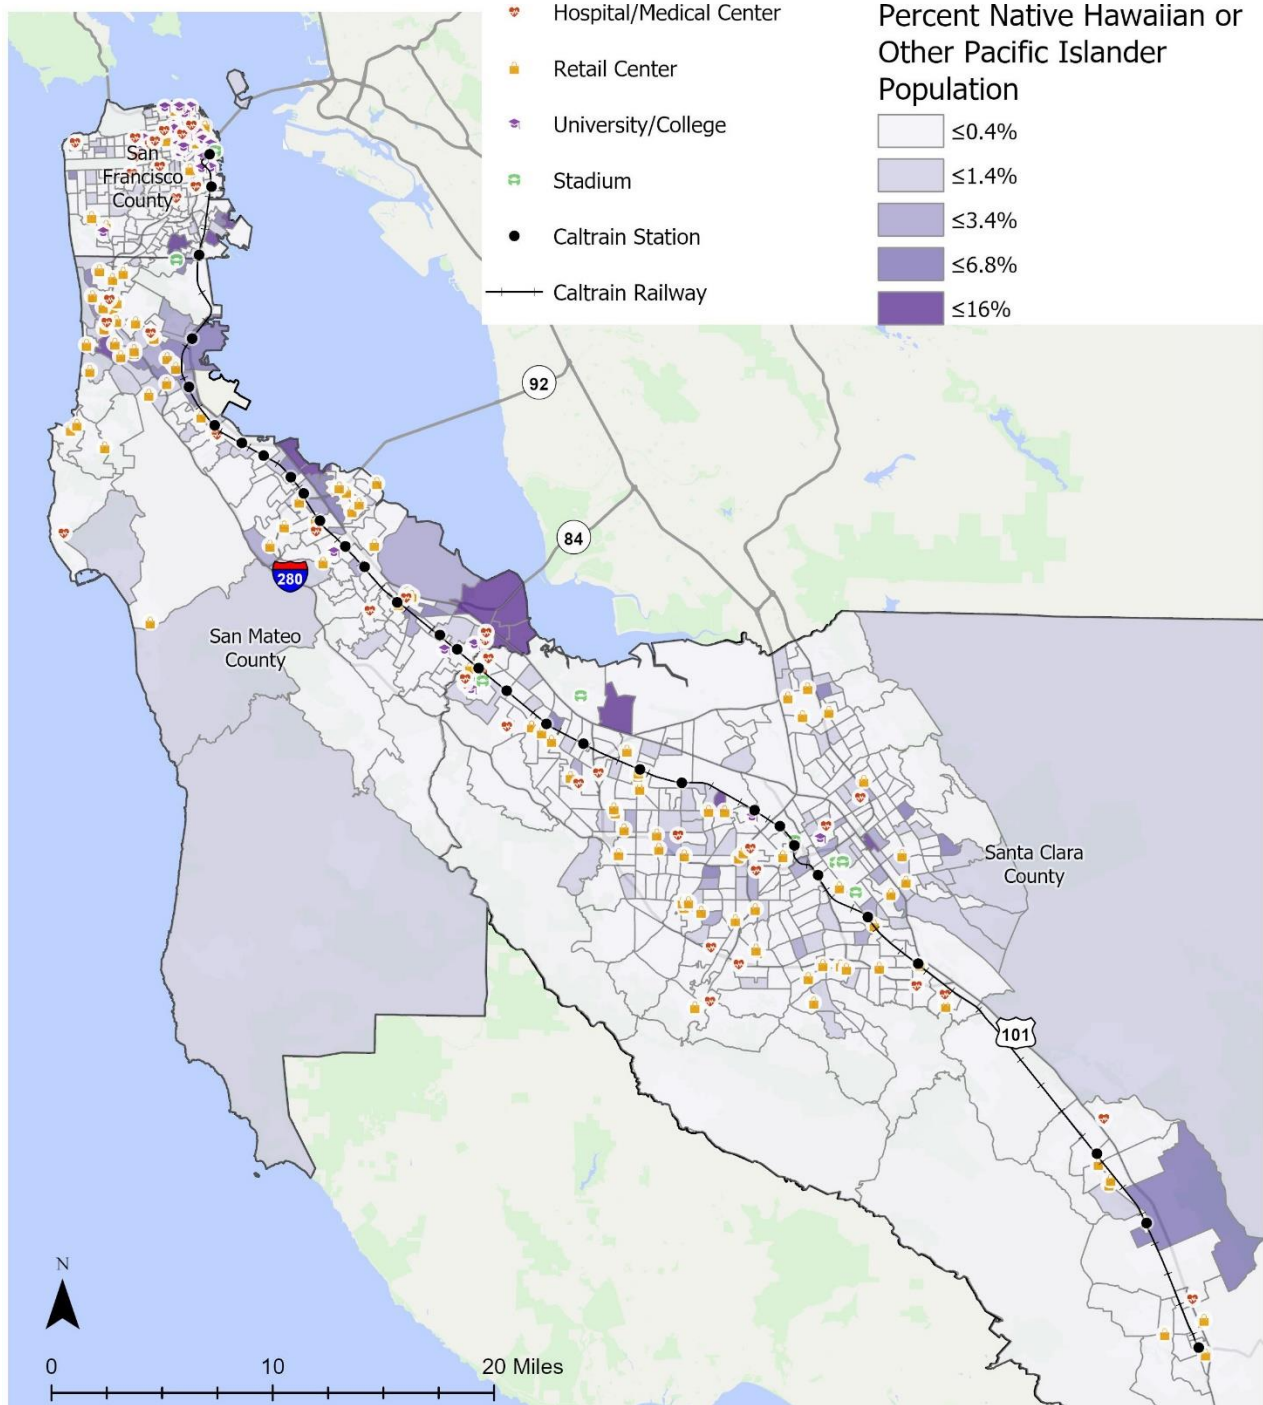 Hospital/Medical Center
Retail Center
University/College
Stadium
Caltrain Station
Caltrain Railway
Percent Native Hawaiian or
Other Pacific Islander
Population
≤0.4%
≤1.4%
≤3.4%
≤6.8%
≤16%
San
Francisco
County
92
84
280
San Mateo
County
Santa Clara
County
101
N
0 10 20 Miles